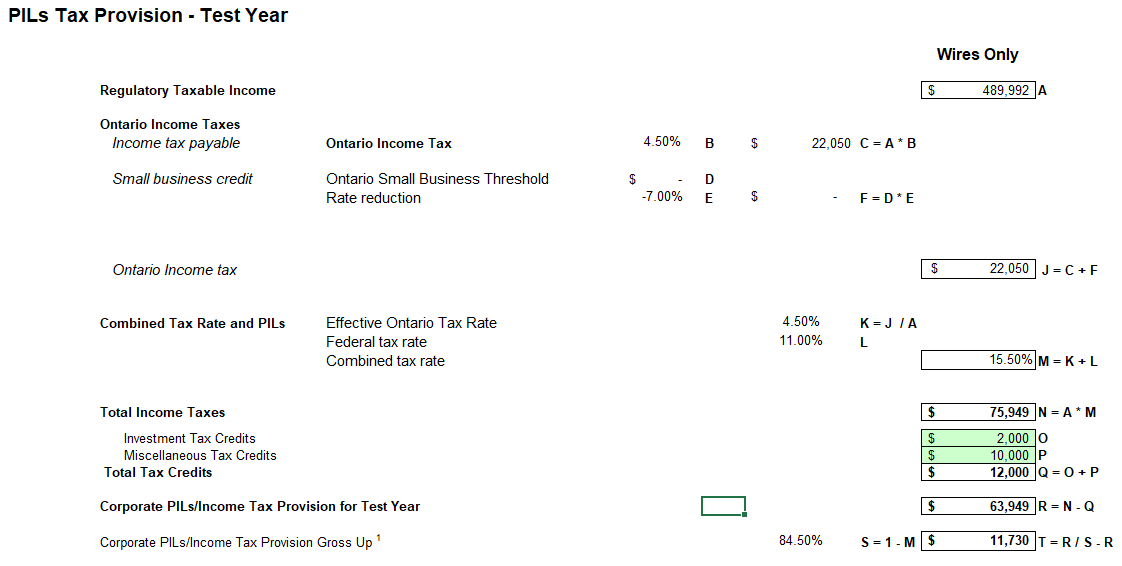 PILs Tax Provision - Test Year
Wires Only
Regulatory Taxable Income $ 489,992 A
Ontario Income Taxes
Income tax payable Ontario Income Tax 4.50% B $ 22,050 C = A * B
Small business credit Ontario Small Business Threshold $ - D
Rate reduction -7.00% E $ - F = D * E
Ontario Income tax $ 22,050 J = C + F
Combined Tax Rate and PILs Effective Ontario Tax Rate 4.50% K = J / A
Federal tax rate 11.00% L
Combined tax rate 15.50% M = K + L
Total Income Taxes $ 75,949 N = A * M
Investment Tax Credits $ 2,000 O
Miscellaneous Tax Credits $ 10,000 P
Total Tax Credits $ 12,000 Q = O + P
Corporate PILs/Income Tax Provision for Test Year $ 63,949 R = N - Q
Corporate PILs/Income Tax Provision Gross Up 1 84.50% S = 1 - M $ 11,730 T = R / S - R